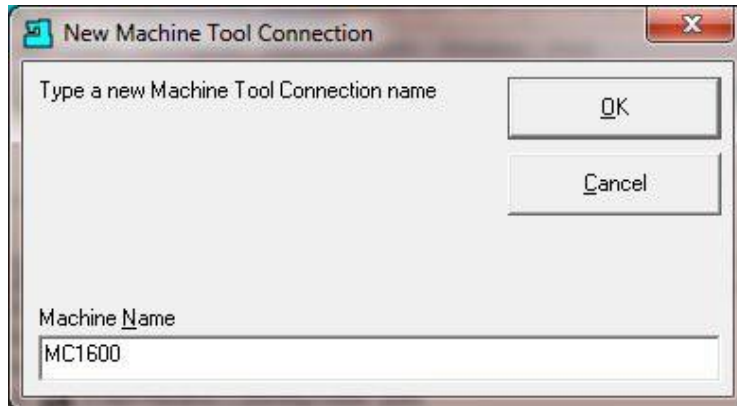 New Machine Tool Connection
Type a new Machine Tool Connection name
OK
Cancel
Machine Name
MC1600